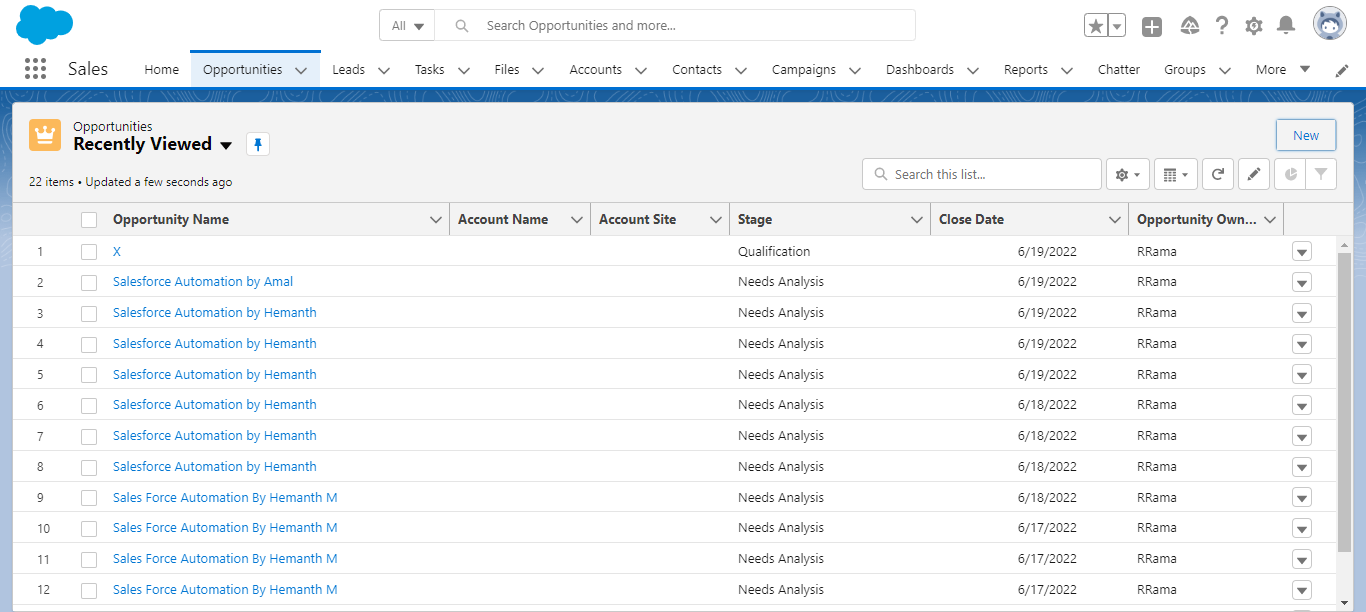 All Search Opportunities and more...
Sales Home Opportunities Leads Tasks Files Accounts Contacts Campaigns Dashboards Reports Chatter Groups More
Opportunities
Recently Viewed
New
22 items • Updated a few seconds ago
Search this list...
Opportunity Name Account Name Account Site Stage Close Date Opportunity Own...
1 X Qualification 6/19/2022 RRama
2 Salesforce Automation by Amal Needs Analysis 6/19/2022 RRama
3 Salesforce Automation by Hemanth Needs Analysis 6/19/2022 RRama
4 Salesforce Automation by Hemanth Needs Analysis 6/19/2022 RRama
5 Salesforce Automation by Hemanth Needs Analysis 6/19/2022 RRama
6 Salesforce Automation by Hemanth Needs Analysis 6/18/2022 RRama
7 Salesforce Automation by Hemanth Needs Analysis 6/18/2022 RRama
8 Salesforce Automation by Hemanth Needs Analysis 6/18/2022 RRama
9 Sales Force Automation By Hemanth M Needs Analysis 6/18/2022 RRama
10 Sales Force Automation By Hemanth M Needs Analysis 6/17/2022 RRama
11 Sales Force Automation By Hemanth M Needs Analysis 6/17/2022 RRama
12 Sales Force Automation By Hemanth M Needs Analysis 6/17/2022 RRama